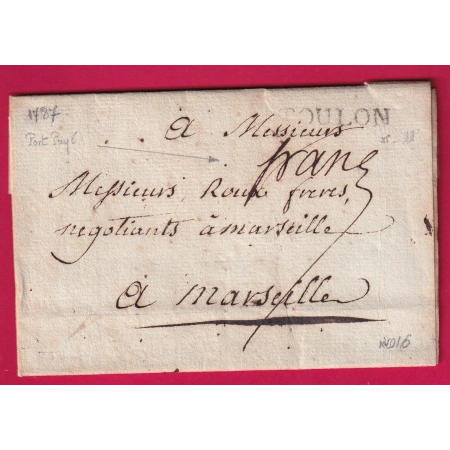 1787
TOULON
Port Payé
à Messieurs
franc
Messieurs Roux freres,
negotiants à marseille
à marseille